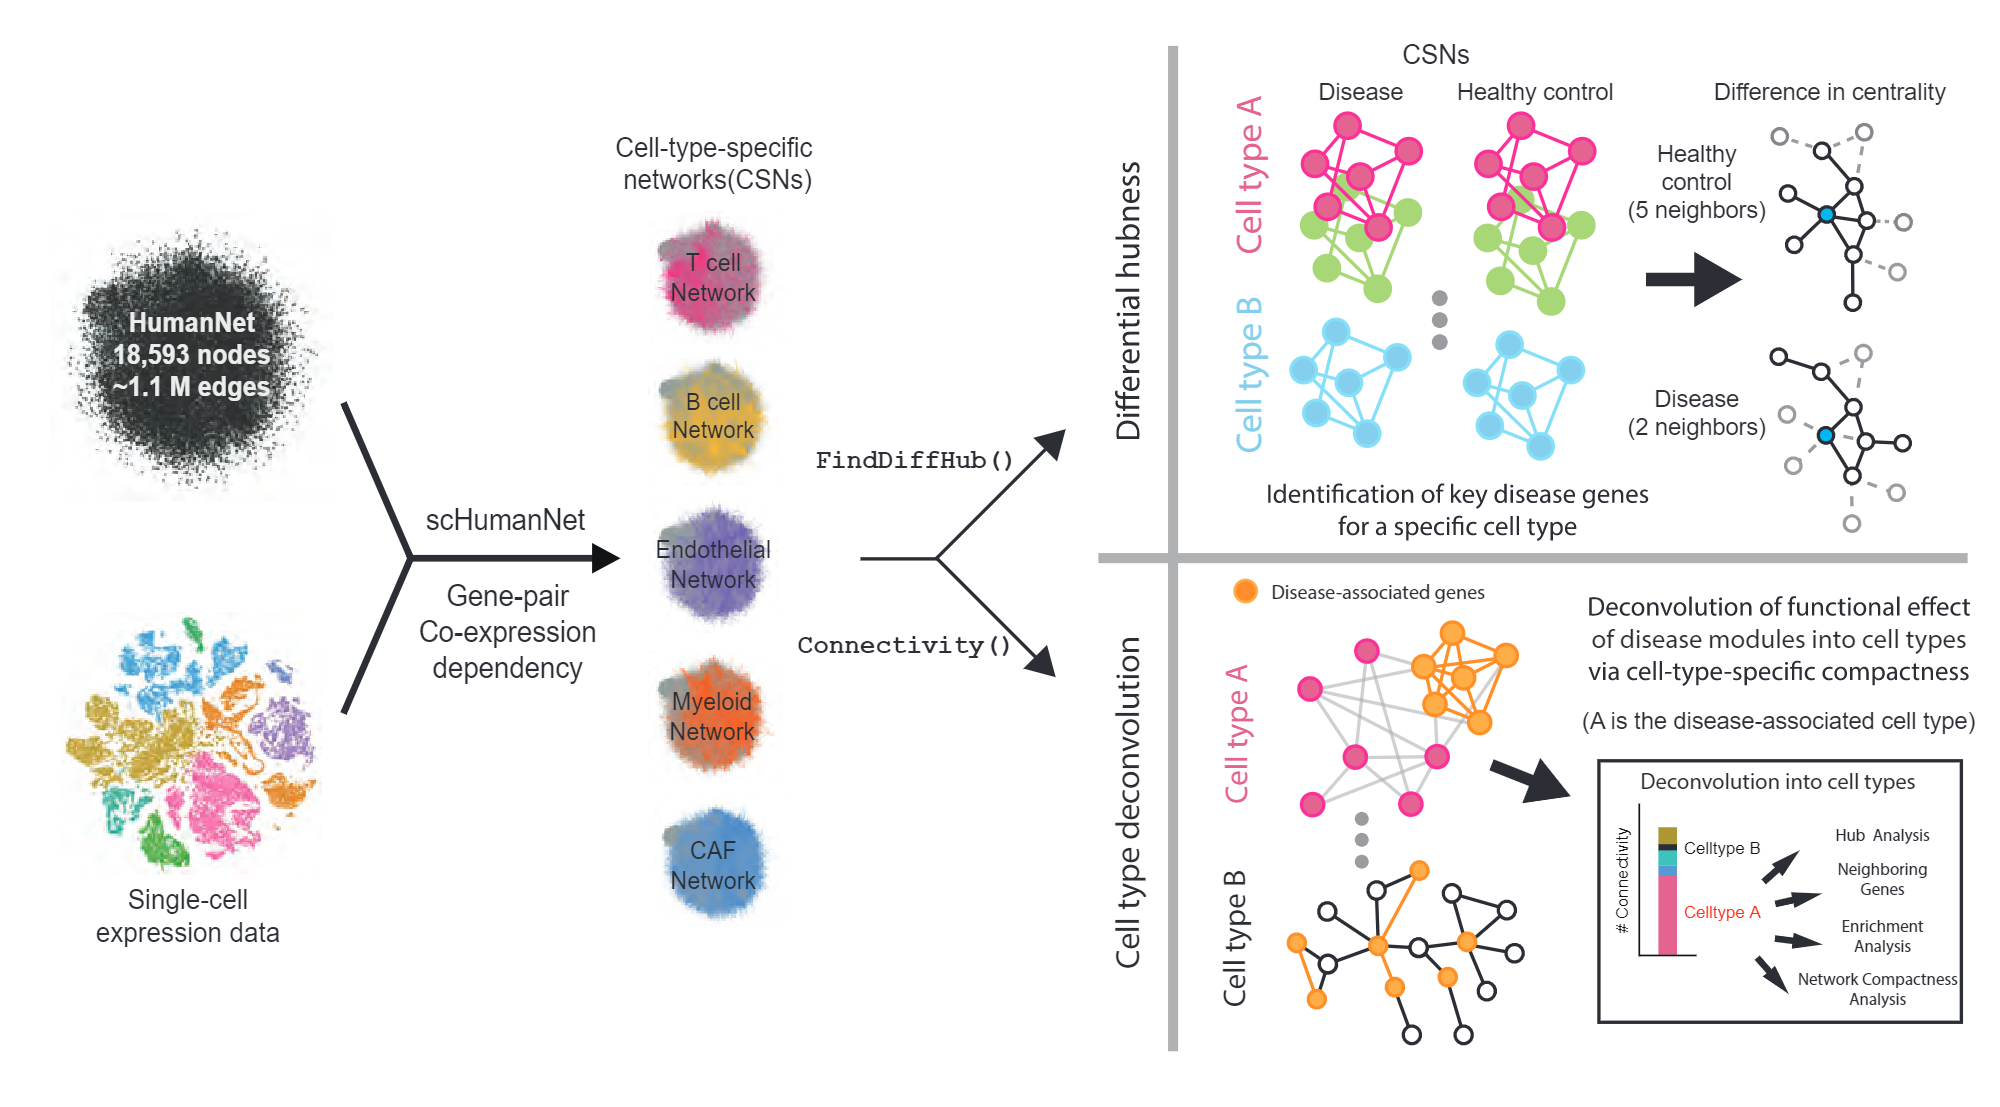 HumanNet
18,593 nodes
~1.1 M edges
Single-cell
expression data
scHumanNet
Gene-pair
Co-expression
dependency
Cell-type-specific
networks(CSNs)
T cell
Network
B cell
Network
Endothelial
Network
Myeloid
Network
CAF
Network
FindDiffHub()
Connectivity()
Differential hubness
CSNs
Disease
Healthy control
Difference in centrality
Cell type A
Cell type B
Healthy
control
(5 neighbors)
Disease
(2 neighbors)
Identification of key disease genes
for a specific cell type
Cell type deconvolution
Disease-associated genes
Cell type A
Cell type B
Deconvolution of functional effect
of disease modules into cell types
via cell-type-specific compactness
(A is the disease-associated cell type)
Deconvolution into cell types
# Connectivity
Celltype B
Celltype A
Hub Analysis
Neighboring
Genes
Enrichment
Analysis
Network Compactness
Analysis